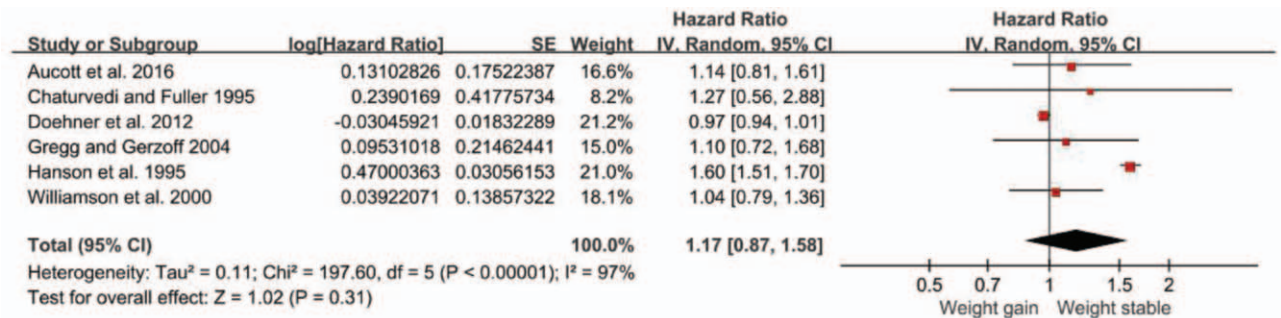 Hazard Ratio Hazard Ratio
Study or Subgroup log[Hazard Ratio] SE Weight IV, Random, 95% CI IV, Random, 95% CI
Aucott et al. 2016 0.13102826 0.17522387 16.6% 1.14 [0.81, 1.61]
Chaturvedi and Fuller 1995 0.2390169 0.41775734 8.2% 1.27 [0.56, 2.88]
Doehner et al. 2012 -0.03045921 0.01832289 21.2% 0.97 [0.94, 1.01]
Gregg and Gerzoff 2004 0.09531018 0.21462441 15.0% 1.10 [0.72, 1.68]
Hanson et al. 1995 0.47000363 0.03056153 21.0% 1.60 [1.51, 1.70]
Williamson et al. 2000 0.03922071 0.13857322 18.1% 1.04 [0.79, 1.36]
Total (95% CI) 100.0% 1.17 [0.87, 1.58]
Heterogeneity: Tau² = 0.11; Chi² = 197.60, df = 5 (P < 0.00001); I² = 97%
Test for overall effect: Z = 1.02 (P = 0.31)
0.5 0.7 1 1.5 2
Weight gain Weight stable